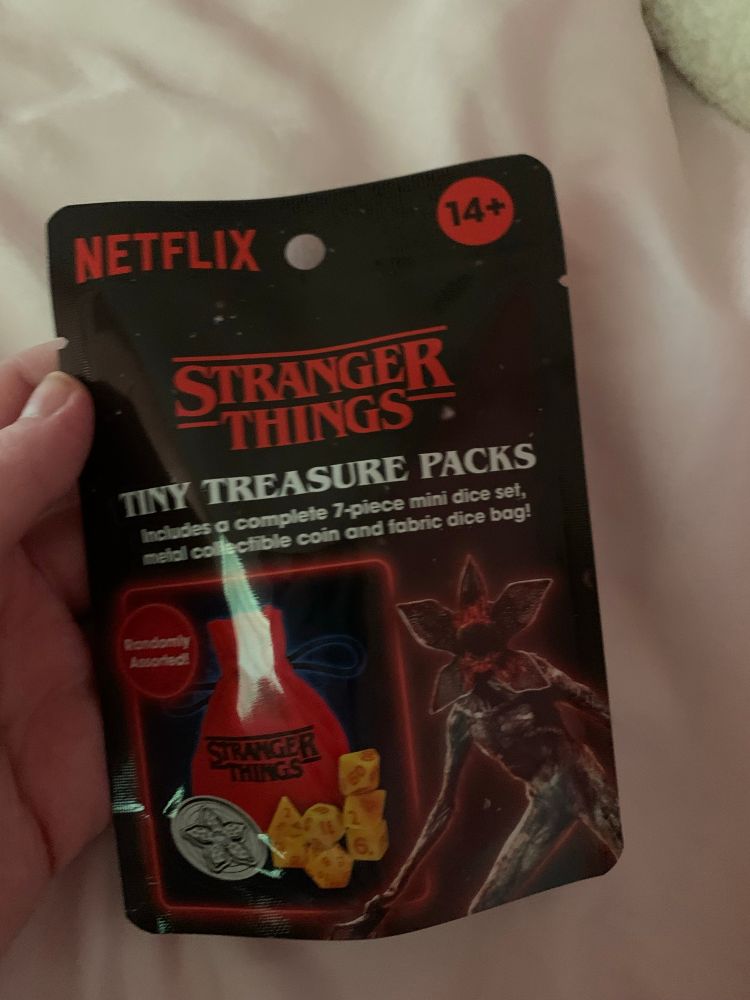 NETFLIX
14+
STRANGER
THINGS
TINY TREASURE PACKS
Includes a complete 7-piece mini dice set,
metal collectible coin and fabric dice bag!
Randomly
Assorted!
STRANGER
THINGS
6.